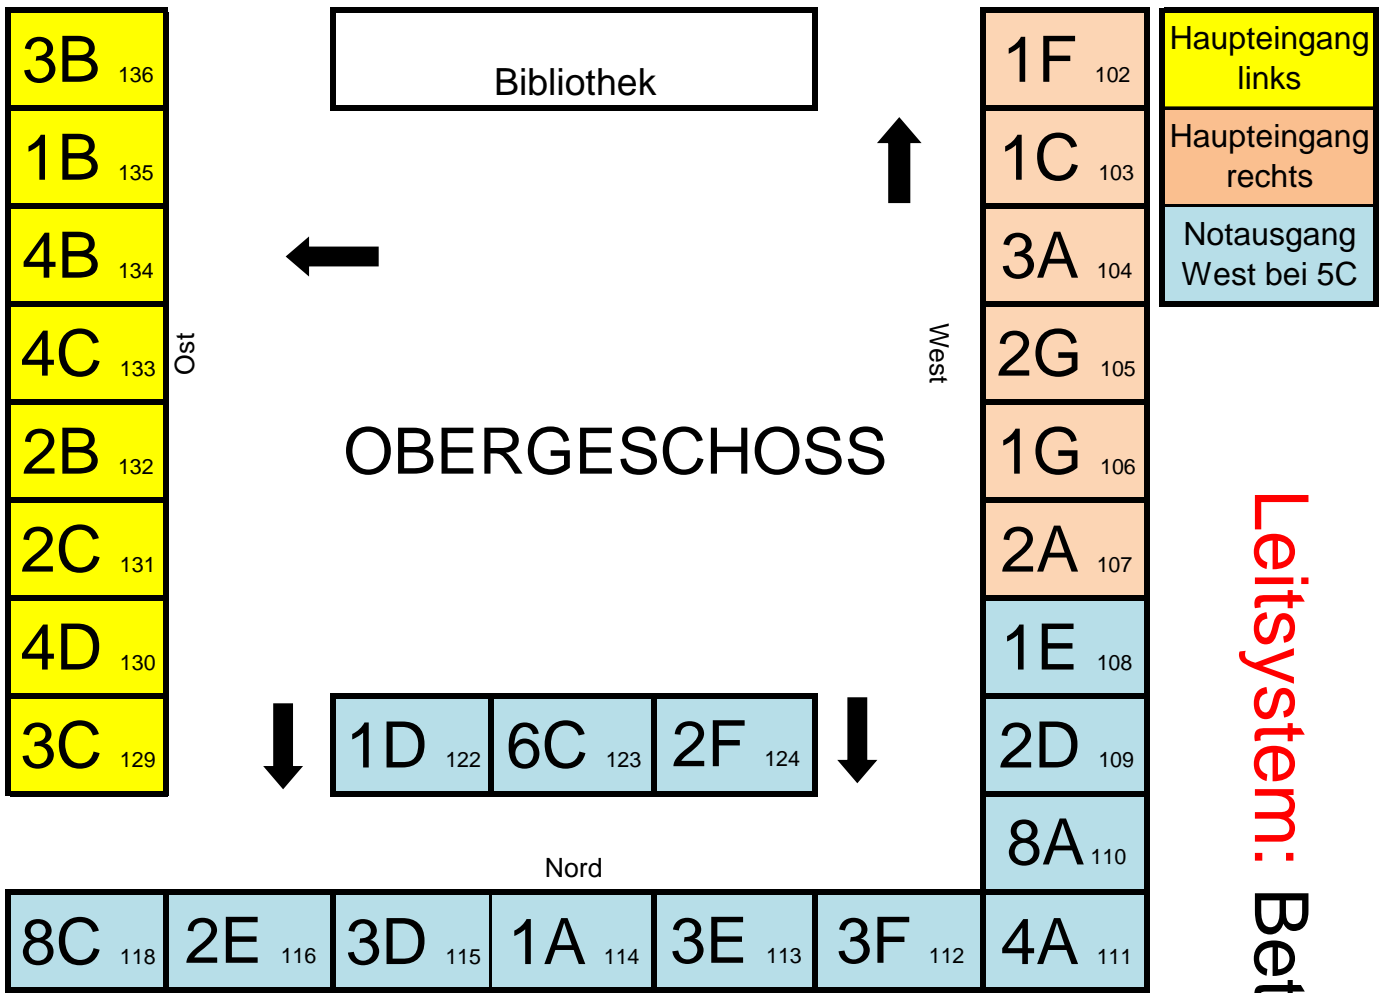 3B 136
Bibliothek
1F 102
Haupteingang
links
1B 135
1C 103
Haupteingang
rechts
4B 134
3A 104
Notausgang
West bei 5C
4C 133
Ost
West
2G 105
2B 132
OBERGESCHOSS
1G 106
2C 131
2A 107
4D 130
1E 108
3C 129
1D 122
6C 123
2F 124
2D 109
8A 110
Nord
8C 118
2E 116
3D 115
1A 114
3E 113
3F 112
4A 111
Leitsystem: Bet